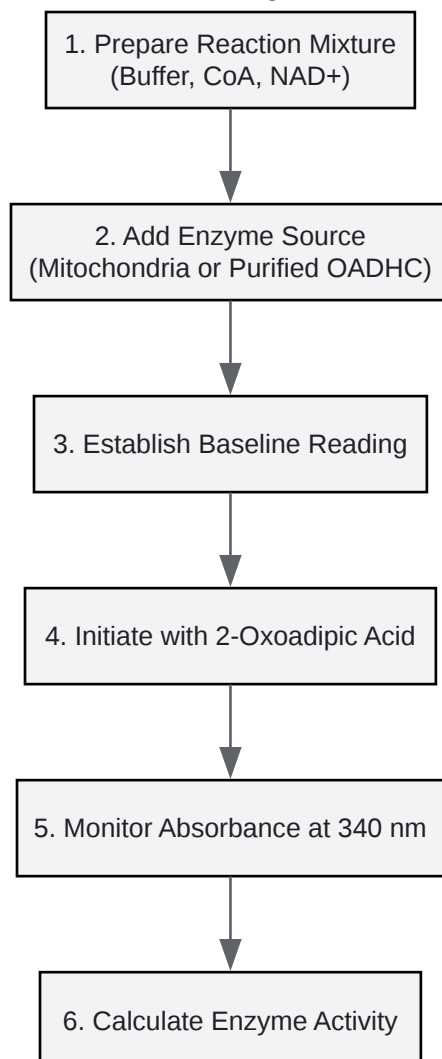 1. Prepare Reaction Mixture
(Buffer, CoA, NAD+)
2. Add Enzyme Source
(Mitochondria or Purified OADHC)
3. Establish Baseline Reading
4. Initiate with 2-Oxoadipic Acid
5. Monitor Absorbance at 340 nm
6. Calculate Enzyme Activity